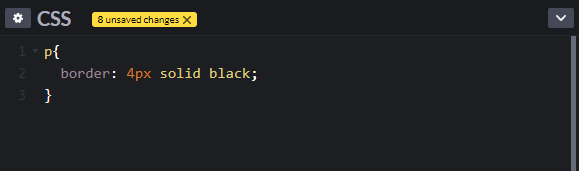 CSS 8 unsaved changes X
1 p{
2 border: 4px solid black;
3 }